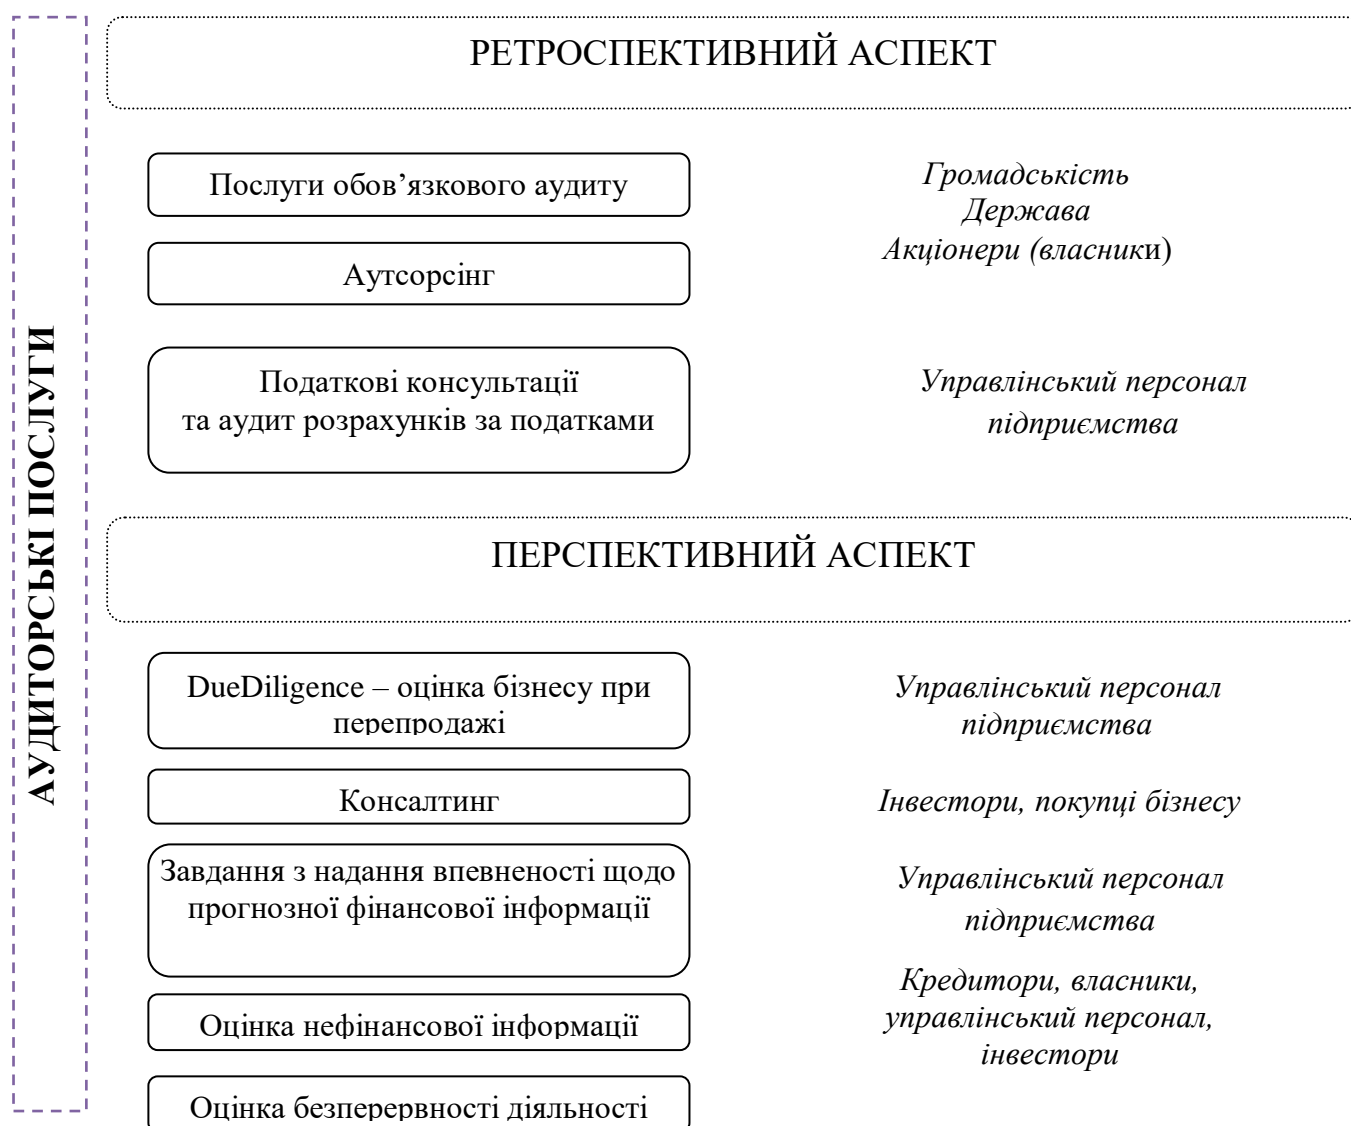 АУДИТОРСЬКІ ПОСЛУГИ
РЕТРОСПЕКТИВНИЙ АСПЕКТ
Послуги обов’язкового аудиту
Громадськість
Держава
Акціонери (власники)
Аутсорсінг
Податкові консультації
та аудит розрахунків за податками
Управлінський персонал
підприємства
ПЕРСПЕКТИВНИЙ АСПЕКТ
DueDiligence – оцінка бізнесу при
перепродажі
Управлінський персонал
підприємства
Консалтинг
Інвестори, покупці бізнесу
Завдання з надання впевненості щодо
прогнозної фінансової інформації
Управлінський персонал
підприємства
Оцінка нефінансової інформації
Кредитори, власники,
управлінський персонал,
інвестори
Оцінка безперервності діяльності